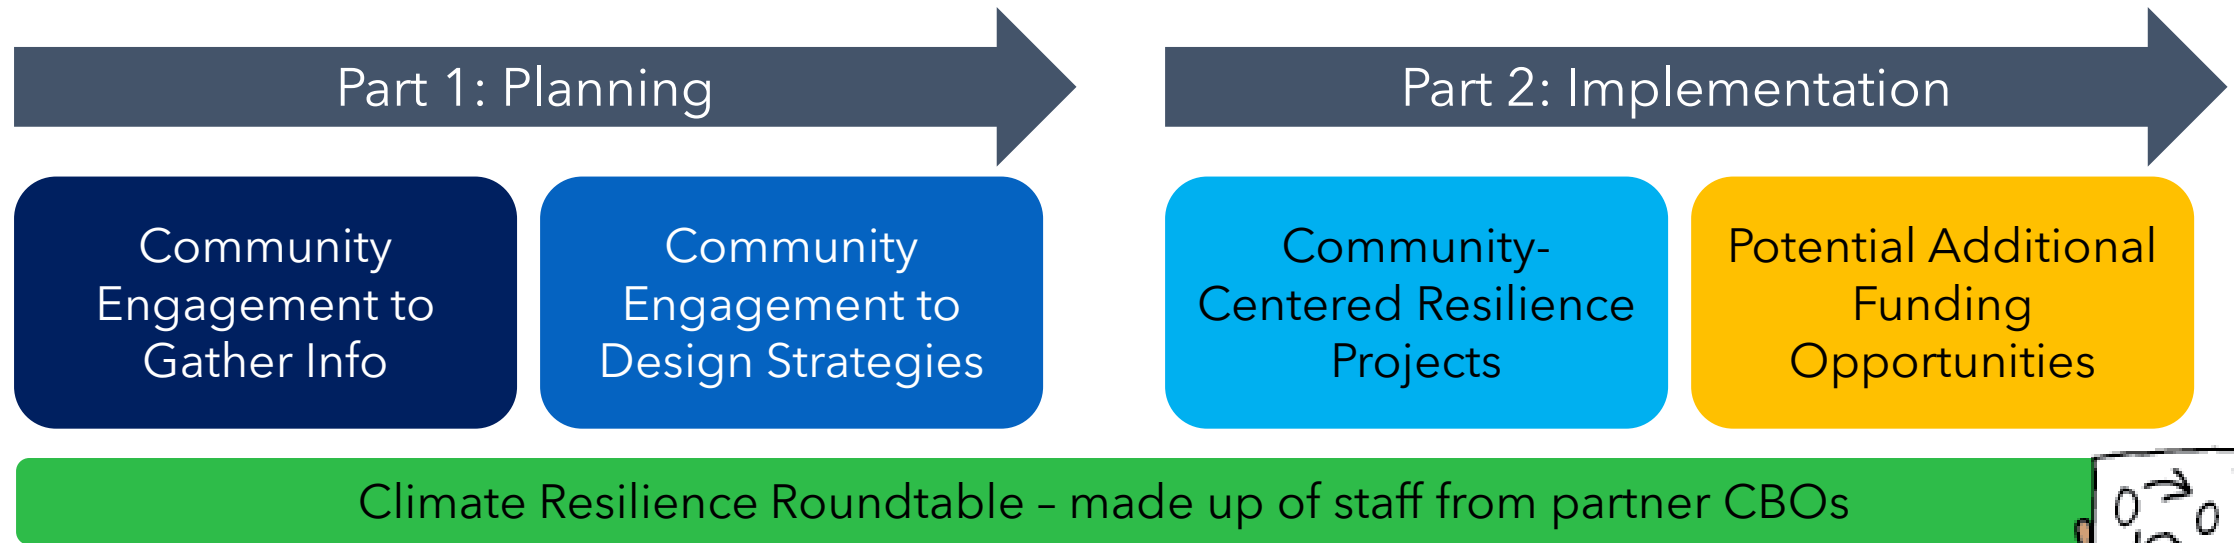 Part 1: Planning
Part 2: Implementation
Community
Engagement to
Gather Info
Community
Engagement to
Design Strategies
Community-
Centered Resilience
Projects
Potential Additional
Funding
Opportunities
Climate Resilience Roundtable – made up of staff from partner CBOs